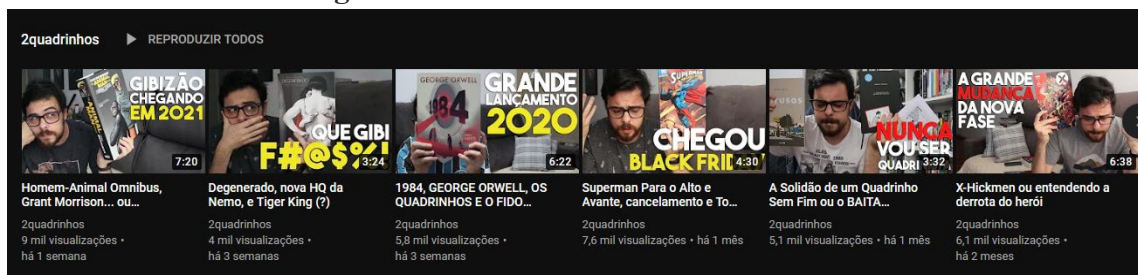 2quadrinhos REPRODUZIR TODOS
GIBIZÃO
CHEGANDO
EM 2021
7:20
Homem-Animal Omnibus,
Grant Morrison... ou...
2quadrinhos
9 mil visualizações •
há 1 semana
QUE GIBI
F#@$%!
3:24
Degenerado, nova HQ da
Nemo, e Tiger King (?)
2quadrinhos
4 mil visualizações •
há 3 semanas
GEORGE ORWELL
1984
GRANDE
LANÇAMENTO
2020
6:22
1984, GEORGE ORWELL, OS
QUADRINHOS E O FIDO...
2quadrinhos
5,8 mil visualizações •
há 3 semanas
SUPERMAN
CHEGOU
BLACK FRI
4:30
Superman Para o Alto e
Avante, cancelamento e To...
2quadrinhos
7,6 mil visualizações • há 1 mês
NUNCA
VOU SER
QUADRI
3:32
A Solidão de um Quadrinho
Sem Fim ou o BAITA...
2quadrinhos
5,1 mil visualizações • há 1 mês
A GRANDE
MUDANÇA
DA NOVA
FASE
6:38
X-Hickmen ou entendendo a
derrota do herói
2quadrinhos
6,1 mil visualizações •
há 2 meses